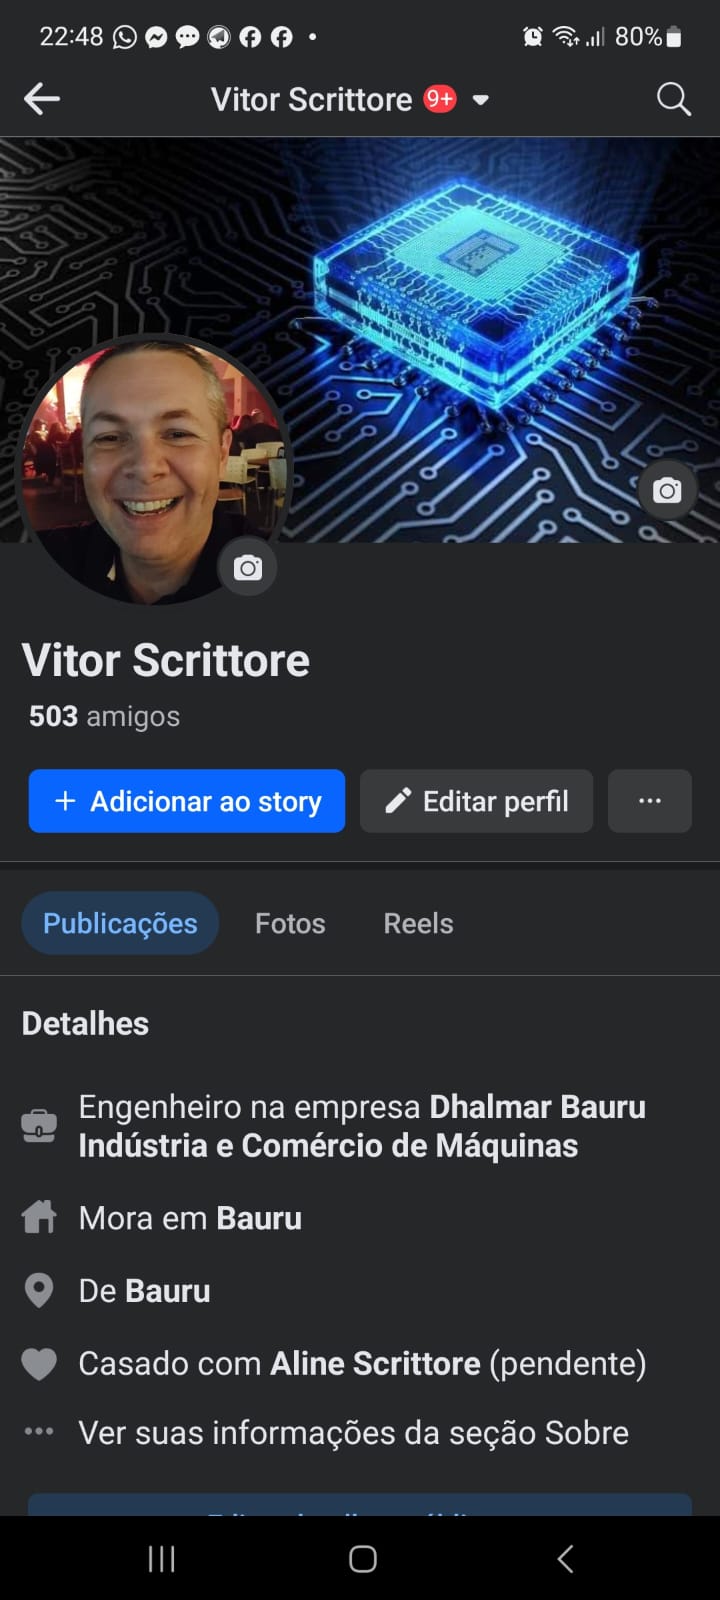 22:48
80%
Vitor Scrittore 9+
Vitor Scrittore
503 amigos
+ Adicionar ao story
Editar perfil
Publicações
Fotos
Reels
Detalhes
Engenheiro na empresa Dhalmar Bauru
Indústria e Comércio de Máquinas
Mora em Bauru
De Bauru
Casado com Aline Scrittore (pendente)
Ver suas informações da seção Sobre